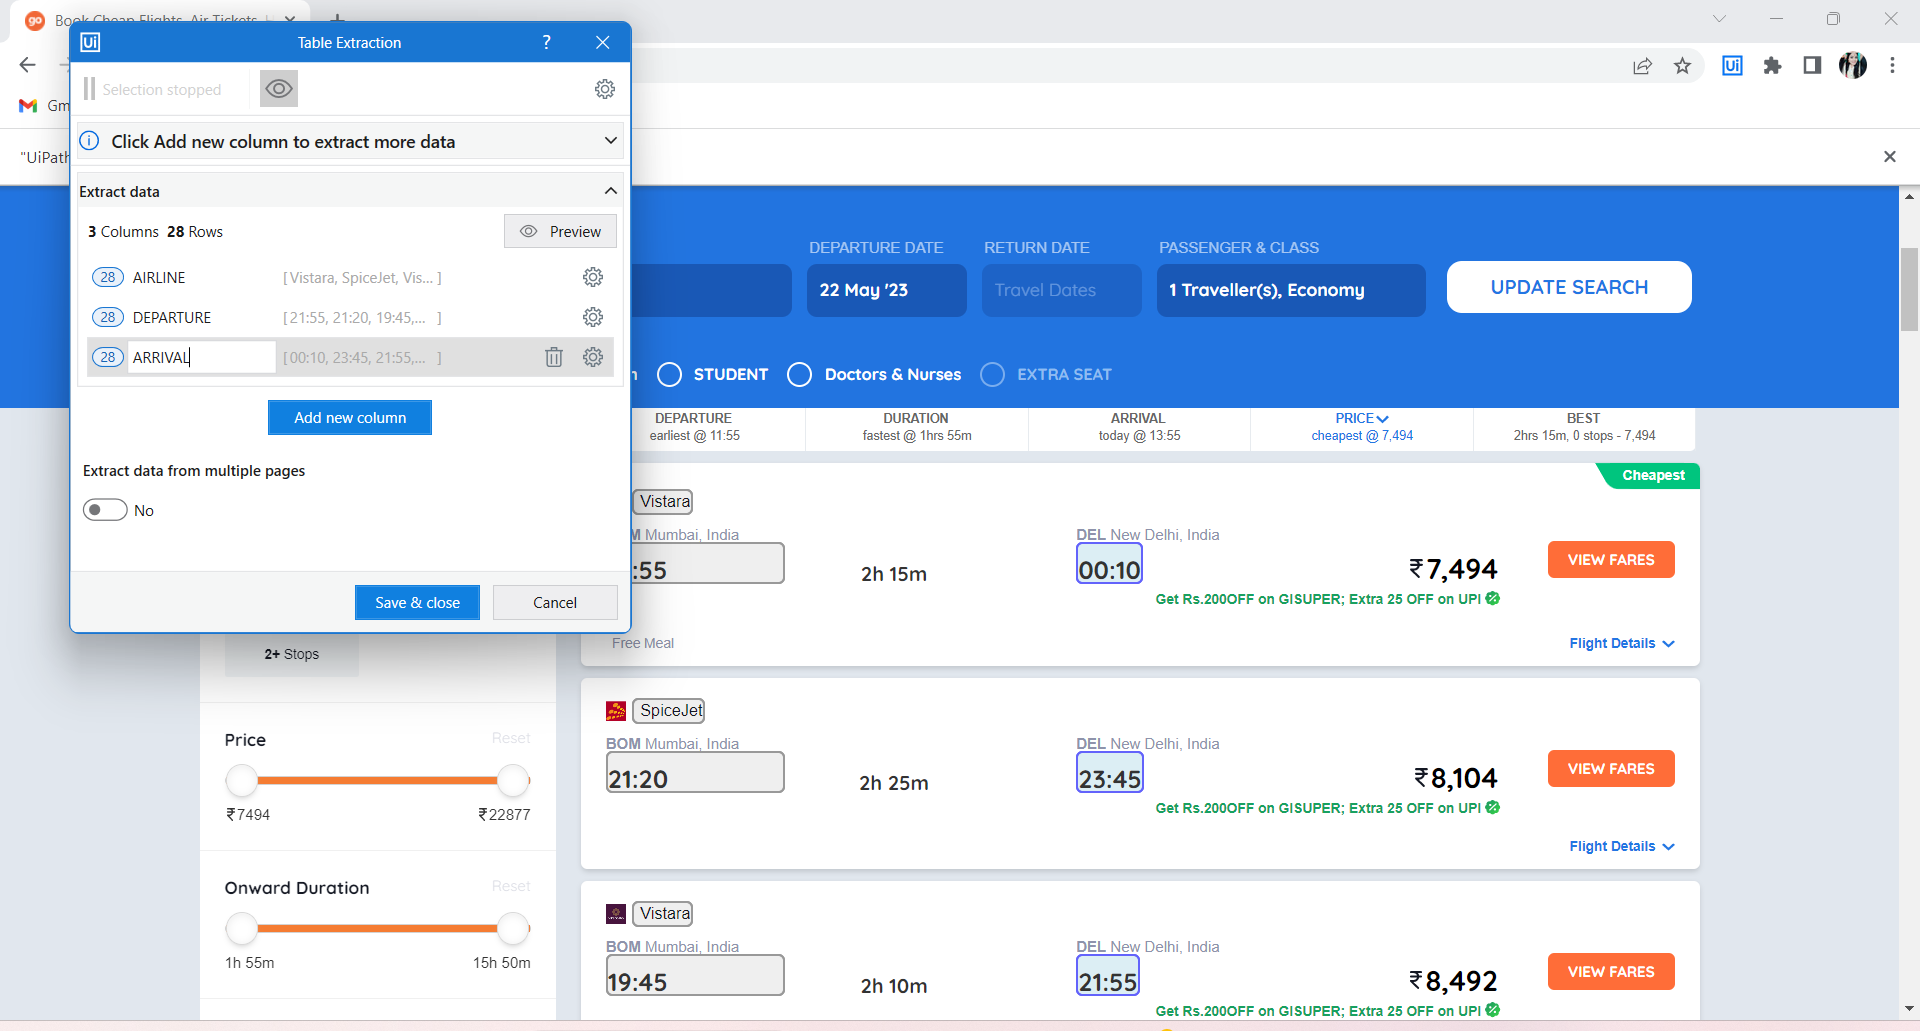 go Book Cheap Flights, Air Tickets
Ui Table Extraction ?
Selection stopped
Ui
Gm
i Click Add new column to extract more data
"UiPath
Extract data
3 Columns 28 Rows
Preview
28 AIRLINE [ Vistara, SpiceJet, Vis... ]
28 DEPARTURE [ 21:55, 21:20, 19:45,... ]
28 ARRIVAL [ 00:10, 23:45, 21:55,... ]
Add new column
Extract data from multiple pages
No
Save & close
Cancel
DEPARTURE DATE RETURN DATE PASSENGER & CLASS
22 May '23 Travel Dates 1 Traveller(s), Economy UPDATE SEARCH
n STUDENT Doctors & Nurses EXTRA SEAT
DEPARTURE DURATION ARRIVAL PRICE BEST
earliest @ 11:55 fastest @ 1hrs 55m today @ 13:55 cheapest @ 7,494 2hrs 15m, 0 stops - 7,494
Cheapest
Vistara
M Mumbai, India DEL New Delhi, India
:55 2h 15m 00:10 ₹7,494 VIEW FARES
Get Rs.200OFF on GISUPER; Extra 25 OFF on UPI
Free Meal Flight Details
2+ Stops
SpiceJet
BOM Mumbai, India DEL New Delhi, India
21:20 2h 25m 23:45 ₹8,104 VIEW FARES
Get Rs.200OFF on GISUPER; Extra 25 OFF on UPI
Flight Details
Price Reset
₹7494 ₹22877
Onward Duration Reset
1h 55m 15h 50m
Vistara
BOM Mumbai, India DEL New Delhi, India
19:45 2h 10m 21:55 ₹8,492 VIEW FARES
Get Rs.200OFF on GISUPER; Extra 25 OFF on UPI